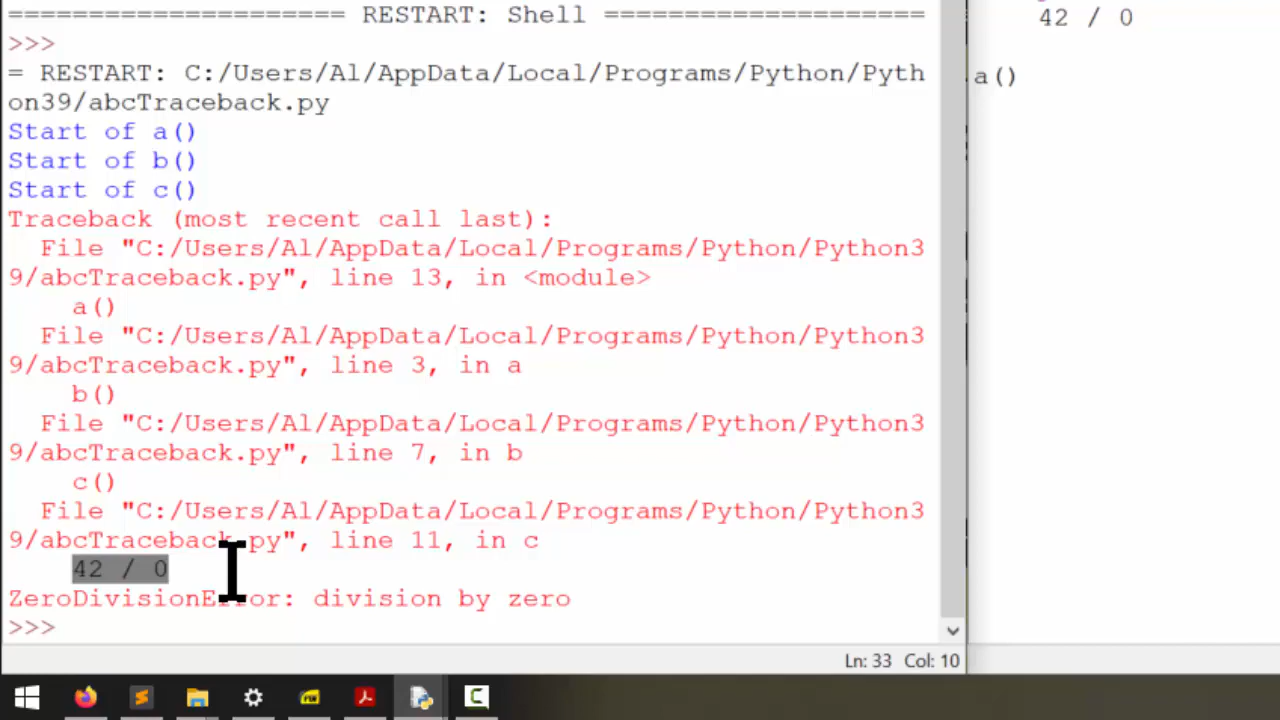 ===================== RESTART: Shell ====================
>>>
= RESTART: C:/Users/Al/AppData/Local/Programs/Python/Pyth
on39/abcTraceback.py
Start of a()
Start of b()
Start of c()
Traceback (most recent call last):
  File "C:/Users/Al/AppData/Local/Programs/Python/Python3
9/abcTraceback.py", line 13, in <module>
    a()
  File "C:/Users/Al/AppData/Local/Programs/Python/Python3
9/abcTraceback.py", line 3, in a
    b()
  File "C:/Users/Al/AppData/Local/Programs/Python/Python3
9/abcTraceback.py", line 7, in b
    c()
  File "C:/Users/Al/AppData/Local/Programs/Python/Python3
9/abcTraceback.py", line 11, in c
    42 / 0
ZeroDivisionError: division by zero
>>>
Ln: 33 Col: 10
42 / 0
a()